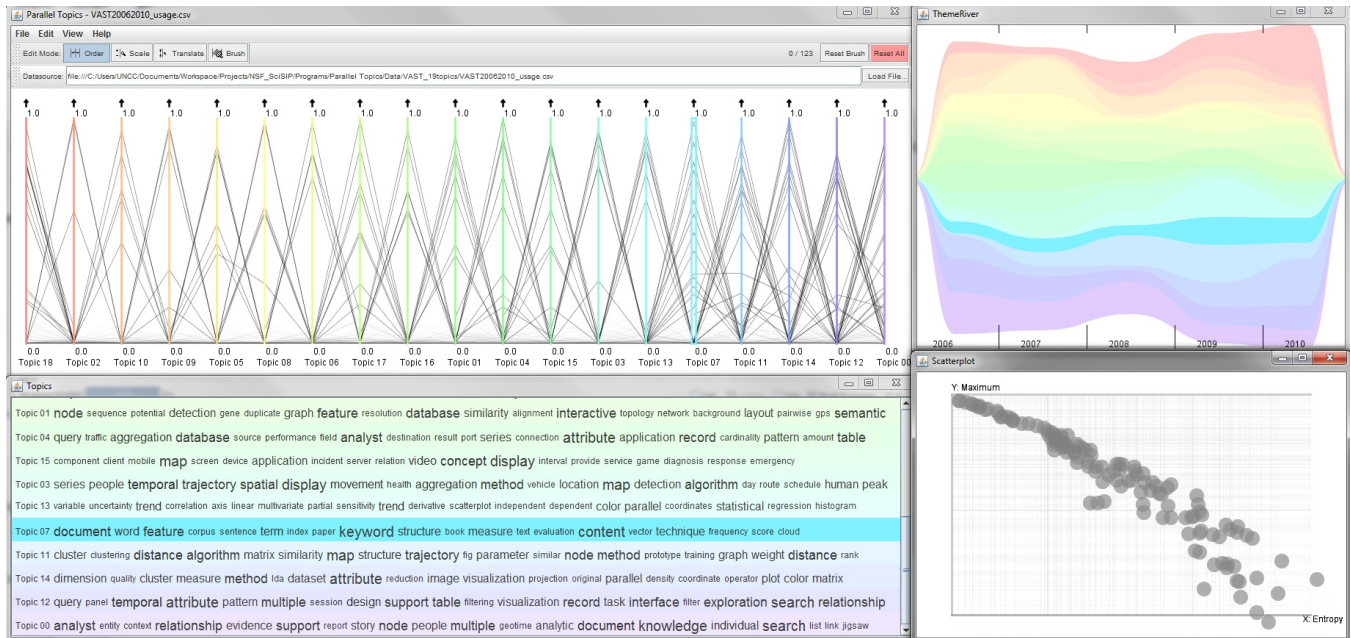 Parallel Topics - VAST20062010_usage.csv
File Edit View Help
Edit Mode: Order Scale Translate Brush 0 / 123 Reset Brush Reset All
Datasource: file:///C:/Users/UNCC/Documents/Workspace/Projects/NSF_SciSIP/Programs/Parallel Topics/Data/VAST_19topics/VAST20062010_usage.csv Load File...
1.0 1.0 1.0 1.0 1.0 1.0 1.0 1.0 1.0 1.0 1.0 1.0 1.0 1.0 1.0 1.0 1.0 1.0 1.0
0.0 0.0 0.0 0.0 0.0 0.0 0.0 0.0 0.0 0.0 0.0 0.0 0.0 0.0 0.0 0.0 0.0 0.0 0.0
Topic 18 Topic 02 Topic 10 Topic 09 Topic 05 Topic 08 Topic 06 Topic 17 Topic 16 Topic 01 Topic 04 Topic 15 Topic 03 Topic 13 Topic 07 Topic 11 Topic 14 Topic 12 Topic 00
ThemeRiver
2006 2007 2008 2009 2010
Topics
Topic 01 node sequence potential detection gene duplicate graph feature resolution database similarity alignment interactive topology network background layout pairwise gps semantic
Topic 04 query traffic aggregation database source performance field analyst destination result port series connection attribute application record cardinality pattern amount table
Topic 15 component client mobile map screen device application incident server relation video concept display interval provide service game diagnosis response emergency
Topic 03 series people temporal trajectory spatial display movement health aggregation method vehicle location map detection algorithm day route schedule human peak
Topic 13 variable uncertainty trend correlation axis linear multivariate partial sensitivity trend derivative scatterplot independent dependent color parallel coordinates statistical regression histogram
Topic 07 document word feature corpus sentence term index paper keyword structure book measure text evaluation content vector technique frequency score cloud
Topic 11 cluster clustering distance algorithm matrix similarity map structure trajectory fig parameter similar node method prototype training graph weight distance rank
Topic 14 dimension quality cluster measure method lda dataset attribute reduction image visualization projection original parallel density coordinate operator plot color matrix
Topic 12 query panel temporal attribute pattern multiple session design support table filtering visualization record task interface filter exploration search relationship
Topic 00 analyst entity context relationship evidence support report story node people multiple geotime analytic document knowledge individual search list link jigsaw
Scatterplot
Y: Maximum
X: Entropy